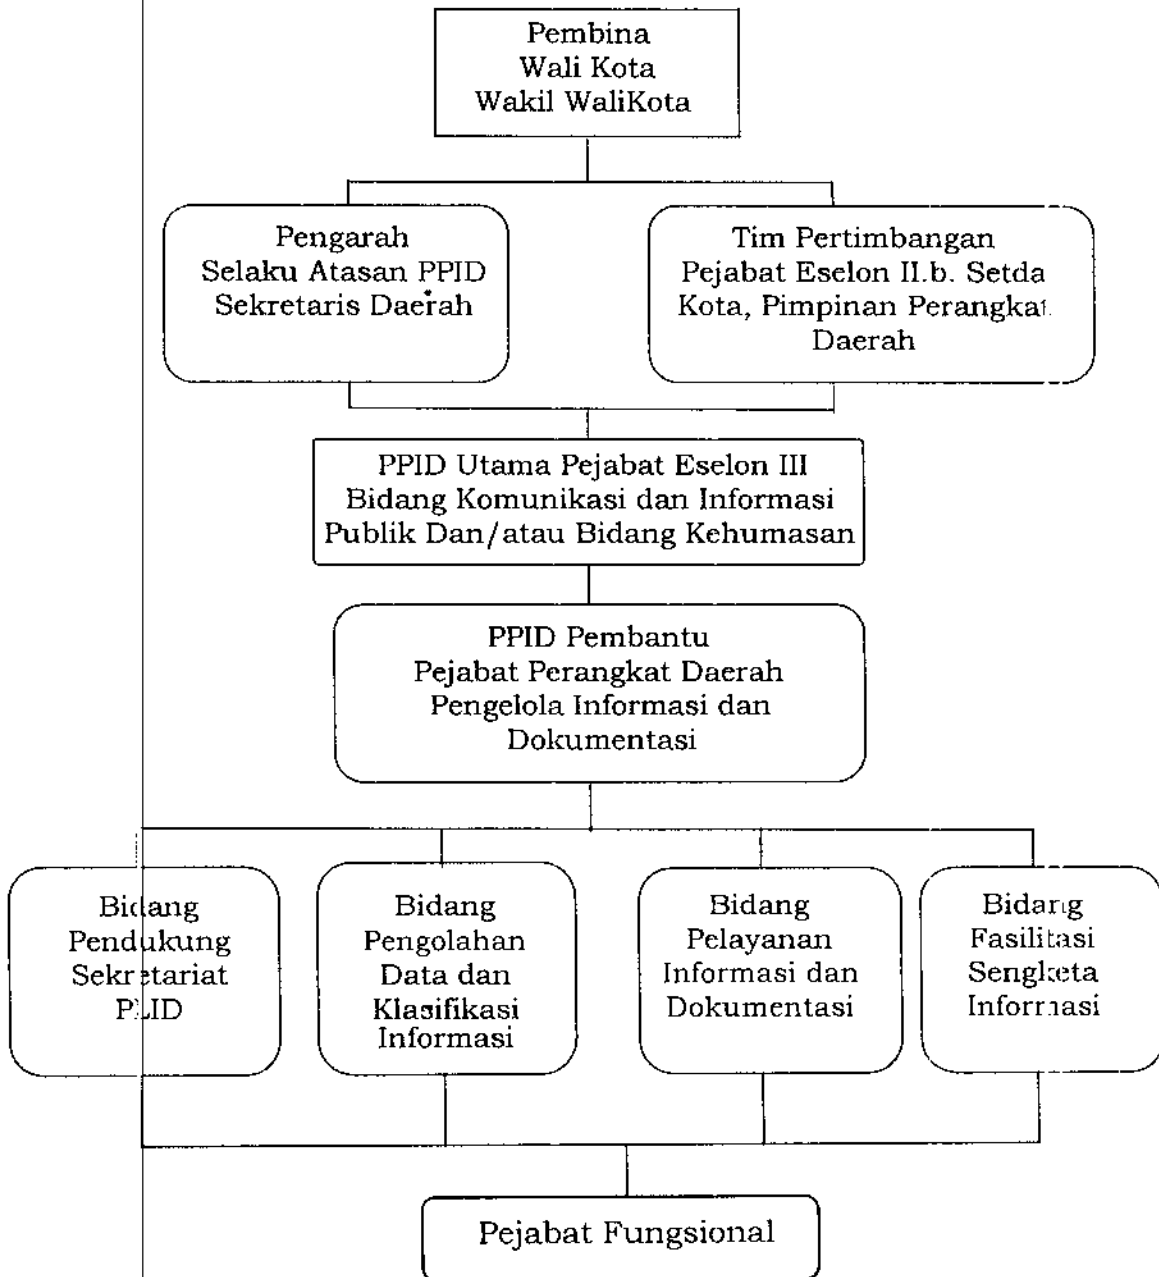 Pembina
Wali Kota
Wakil WaliKota
Pengarah
Selaku Atasan PPID
Sekretaris Daerah
Tim Pertimbangan
Pejabat Eselon II.b. Setda
Kota, Pimpinan Perangkat
Daerah
PPID Utama Pejabat Eselon III
Bidang Komunikasi dan Informasi
Publik Dan/atau Bidang Kehumasan
PPID Pembantu
Pejabat Perangkat Daerah
Pengelola Informasi dan
Dokumentasi
Bidang
Pendukung
Sekretariat
PLID
Bidang
Pengolahan
Data dan
Klasifikasi
Informasi
Bidang
Pelayanan
Informasi dan
Dokumentasi
Bidang
Fasilitasi
Sengketa
Informasi
Pejabat Fungsional